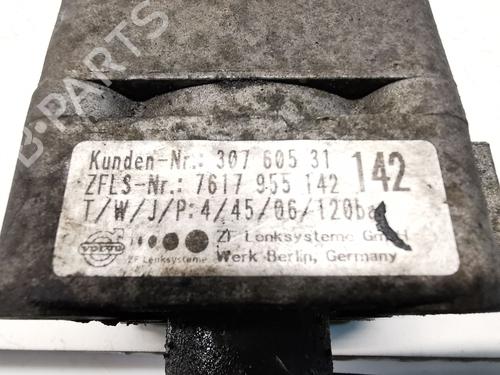 B-PARTS
Kunden-Nr.: 307 605 31
142
ZFLS-Nr.: 7617 955 142
T/W/J/P: 4/45/06/120ba
VOLVO
ZF Lenksysteme
ZF Lenksysteme GmbH
Werk Berlin, Germany